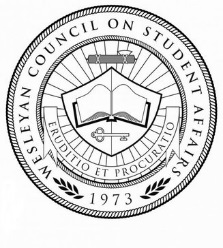 WESLEYAN COUNCIL ON STUDENT AFFAIRS
ERUDITIO ET PROCURATIO
1973